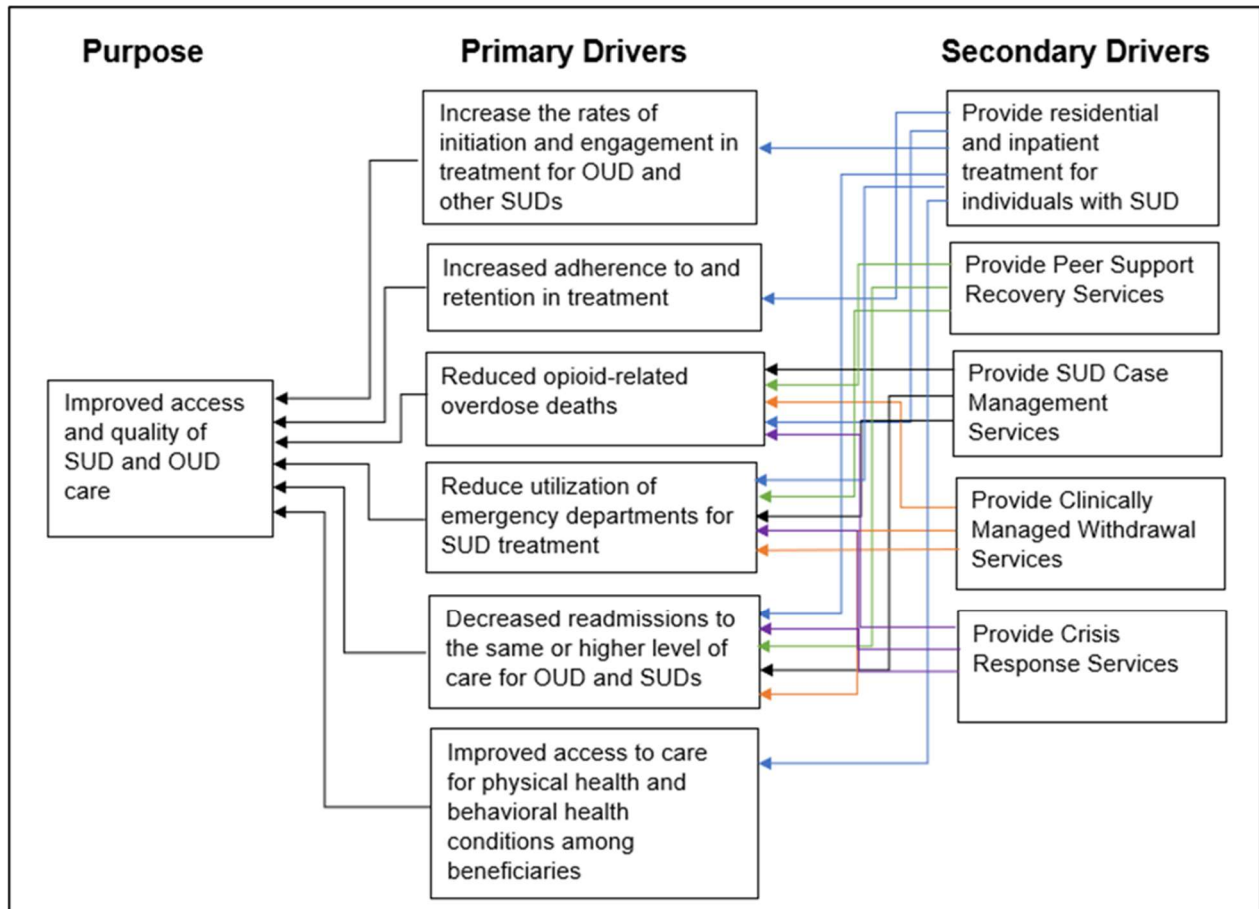 Purpose
Primary Drivers
Secondary Drivers
Improved access
and quality of
SUD and OUD
care
Increase the rates of
initiation and engagement in
treatment for OUD and
other SUDs
Increased adherence to and
retention in treatment
Reduced opioid-related
overdose deaths
Reduce utilization of
emergency departments for
SUD treatment
Decreased readmissions to
the same or higher level of
care for OUD and SUDs
Improved access to care
for physical health and
behavioral health
conditions among
beneficiaries
Provide residential
and inpatient
treatment for
individuals with SUD
Provide Peer Support
Recovery Services
Provide SUD Case
Management
Services
Provide Clinically
Managed Withdrawal
Services
Provide Crisis
Response Services